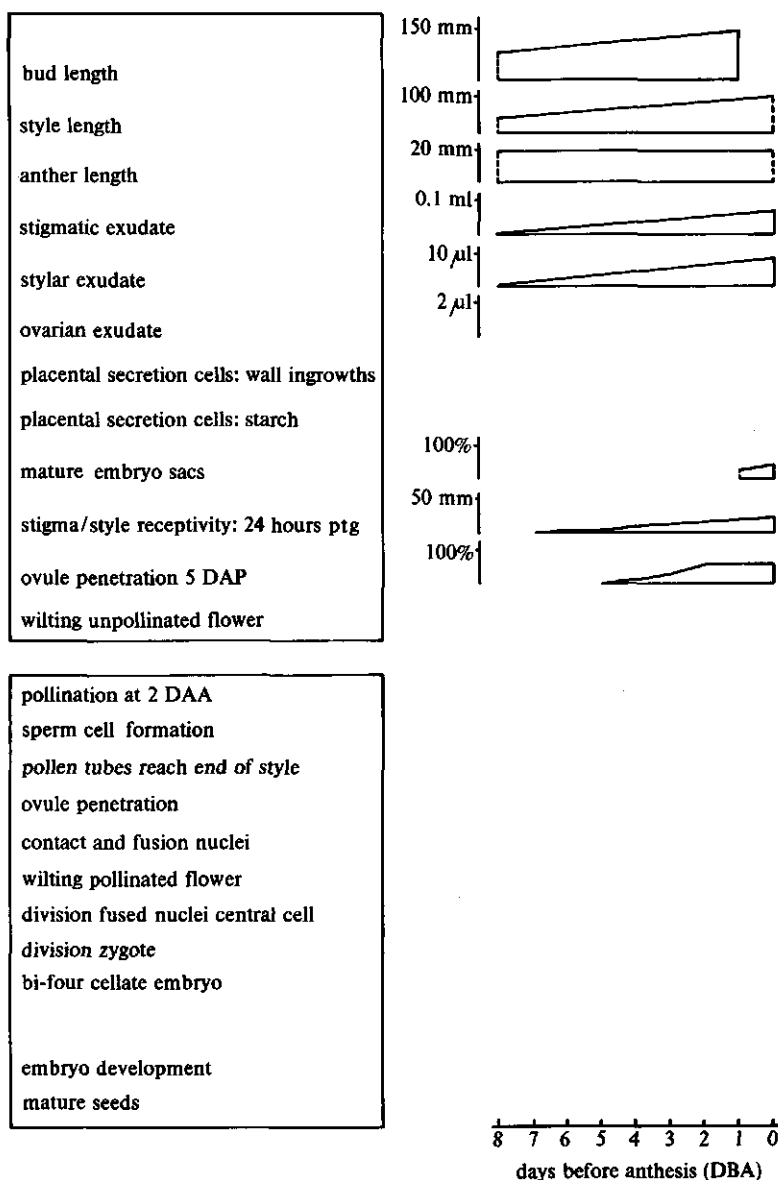 150 mm
bud length
100 mm
style length
20 mm
anther length
0.1 ml
stigmatic exudate
10 µl
stylar exudate
2 µl
ovarian exudate
placental secretion cells: wall ingrowths
placental secretion cells: starch
100%
mature embryo sacs
50 mm
stigma/style receptivity: 24 hours ptg
100%
ovule penetration 5 DAP
wilting unpollinated flower
pollination at 2 DAA
sperm cell formation
pollen tubes reach end of style
ovule penetration
contact and fusion nuclei
wilting pollinated flower
division fused nuclei central cell
division zygote
bi-four cellate embryo
embryo development
mature seeds
8 7 6 5 4 3 2 1 0
days before anthesis (DBA)